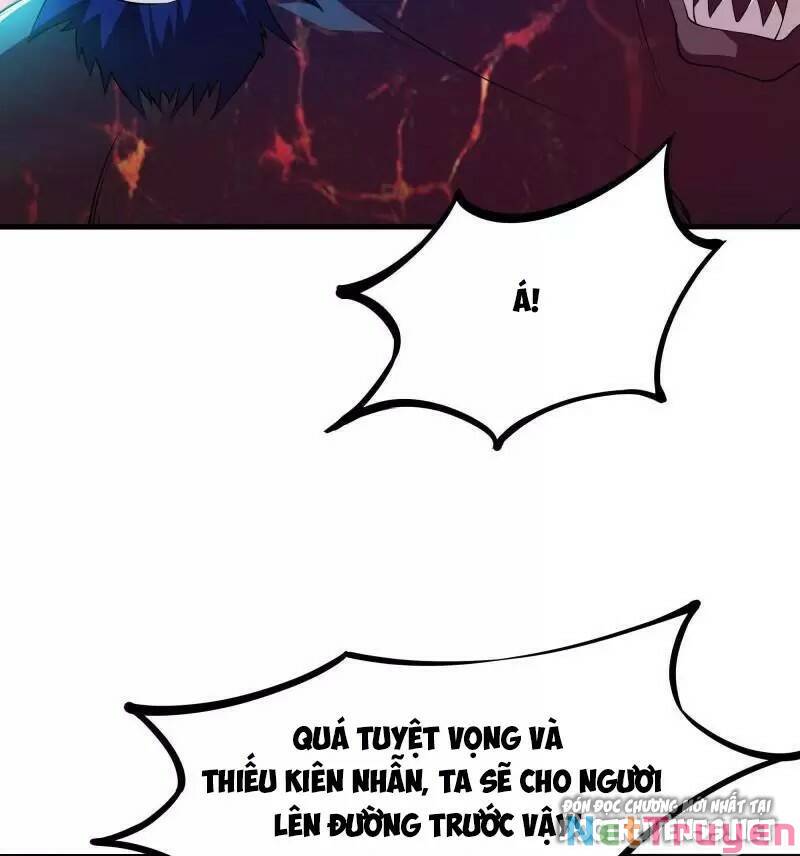 Á!
QUÁ TUYỆT VỌNG VÀ
THIẾU KIÊN NHẪN, TA SẼ CHO NGƯƠI
LÊN ĐƯỜNG TRƯỚC VẬY!
ĐÓN ĐỌC CHƯƠNG MỚI NHẤT TẠI
NetTruyen